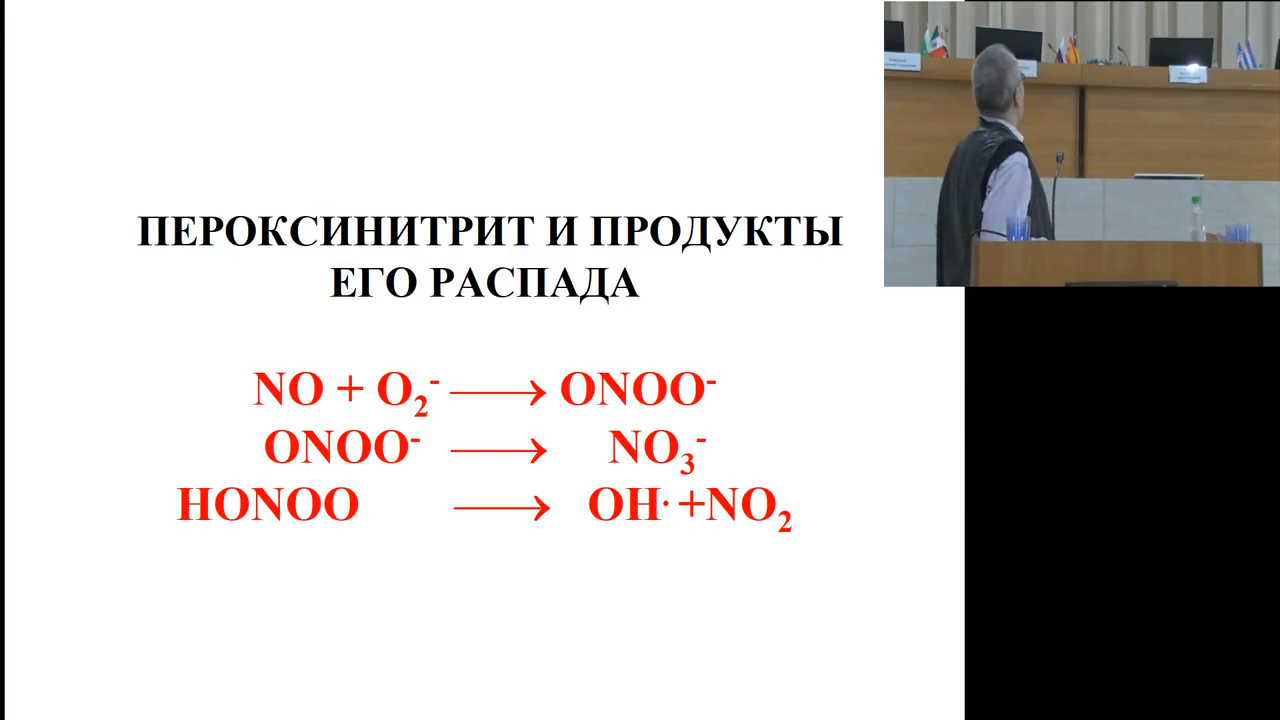 ПЕРОКСИНИТРИТ И ПРОДУКТЫ
ЕГО РАСПАДА
NO + O₂⁻ ⟶ ONOO⁻
ONOO⁻ ⟶ NO₃⁻
HONOO ⟶ OH· +NO₂